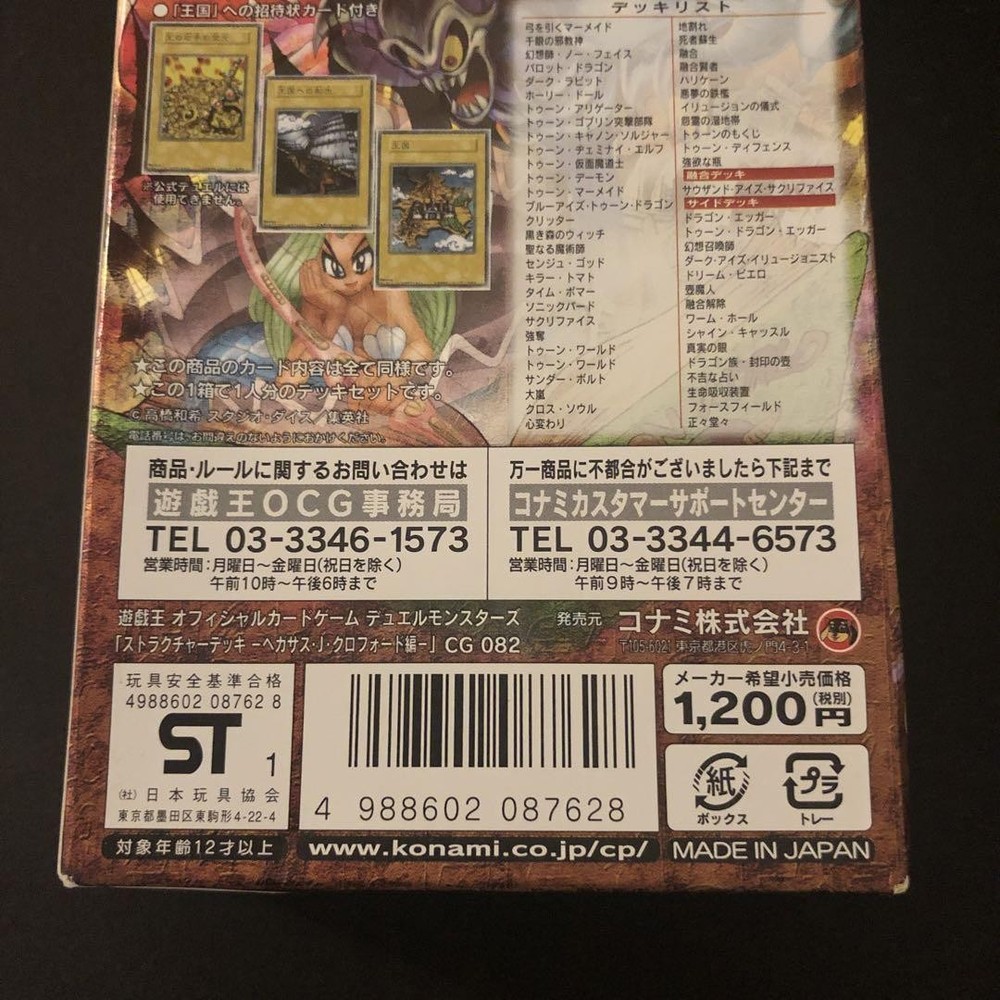 ●「王国」への招待状カード付き
王国
※公式デュエルには
使用できません。
★この商品のカード内容は全て同様です。
★この1箱で1人分のデッキセットです。
©高橋和希 スタジオ・ダイス/集英社
電話番号は、お間違えのないようにおかけください。
デッキリスト
弓を引くマーメイド
千眼の邪教神
幻想師・ノー・フェイス
パロット・ドラゴン
ダーク・ラビット
ホーリー・ドール
トゥーン・アリゲーター
トゥーン・ゴブリン突撃部隊
トゥーン・キャノン・ソルジャー
トゥーン・ヂェミナイ・エルフ
トゥーン・仮面魔道士
トゥーン・デーモン
トゥーン・マーメイド
ブルーアイズ・トゥーン・ドラゴン
クリッター
黒き森のウィッチ
聖なる魔術師
センジュ・ゴッド
キラー・トマト
タイム・ボマー
ソニックバード
サクリファイス
強奪
トゥーン・ワールド
トゥーン・ワールド
サンダー・ボルト
大嵐
クロス・ソウル
心変わり
地割れ
死者蘇生
融合
融合賢者
ハリケーン
悪夢の鉄檻
イリュージョンの儀式
怨霊の湿地帯
トゥーンのもくじ
トゥーン・ディフェンス
強欲な瓶
融合デッキ
サウザンド・アイズ・サクリファイス
サイドデッキ
ドラゴン・エッガー
トゥーン・ドラゴン・エッガー
幻想召喚師
ダーク・アイズ・イリュージョニスト
ドリーム・ピエロ
壺魔人
融合解除
ワーム・ホール
シャイン・キャッスル
真実の眼
ドラゴン族・封印の壺
不吉な占い
生命吸収装置
フォースフィールド
正々堂々
商品・ルールに関するお問い合わせは
遊戯王OCG事務局
TEL 03-3346-1573
営業時間:月曜日〜金曜日(祝日を除く)
午前10時〜午後6時まで
万一商品に不都合がございましたら下記まで
コナミカスタマーサポートセンター
TEL 03-3344-6573
営業時間:月曜日〜金曜日(祝日を除く)
午前9時〜午後7時まで
遊戯王 オフィシャルカードゲーム デュエルモンスターズ
「ストラクチャーデッキ -ペガサス・J・クロフォード編-」 CG 082
発売元 コナミ株式会社
〒105-6021 東京都港区虎ノ門4-3-1
玩具安全基準合格
4988602 08762 8
ST 1
(社)日本玩具協会
東京都墨田区東駒形4-22-4
対象年齢12才以上
4 988602 087628
www.konami.co.jp/cp/
メーカー希望小売価格
1,200円(税別)
紙
ボックス
プラ
トレー
MADE IN JAPAN